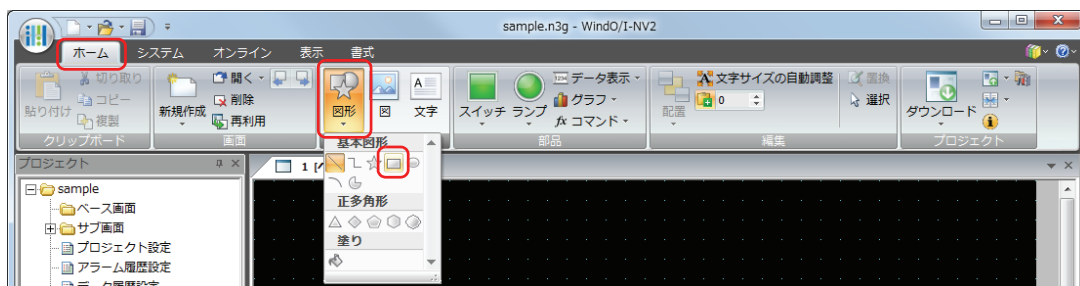 sample.n3g - WindO/I-NV2
ホーム システム オンライン 表示 書式
貼り付け 切り取り コピー 複製
新規作成 開く 削除 再利用
図形 図 文字
スイッチ ランプ データ表示 グラフ fx コマンド
配置 文字サイズの自動調整 0 置換 選択
ダウンロード
クリップボード 画面 部品 編集 プロジェクト
基本図形
正多角形
塗り
プロジェクト
sample
ベース画面
サブ画面
プロジェクト設定
アラーム履歴設定
データ履歴設定